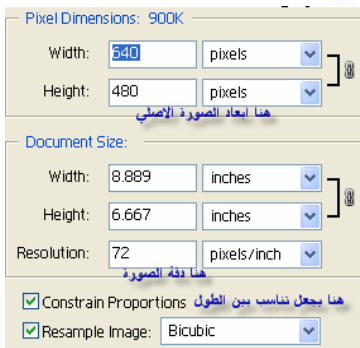 Pixel Dimensions: 900K
Width: 640 pixels
Height: 480 pixels
هنا ابعاد الصورة الاصلي
Document Size:
Width: 8.889 inches
Height: 6.667 inches
Resolution: 72 pixels/inch
هنا دقة الصورة
Constrain Proportions هنا يجعل تناسب بين الطول
Resample Image: Bicubic